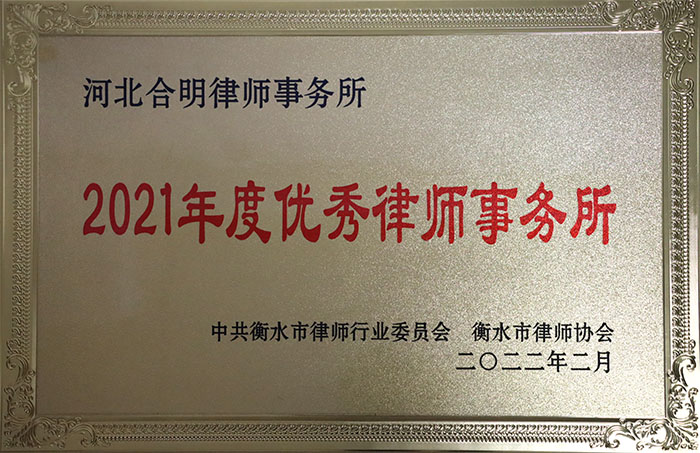 河北合明律师事务所
2021年度优秀律师事务所
中共衡水市律师行业委员会 衡水市律师协会
二〇二二年二月